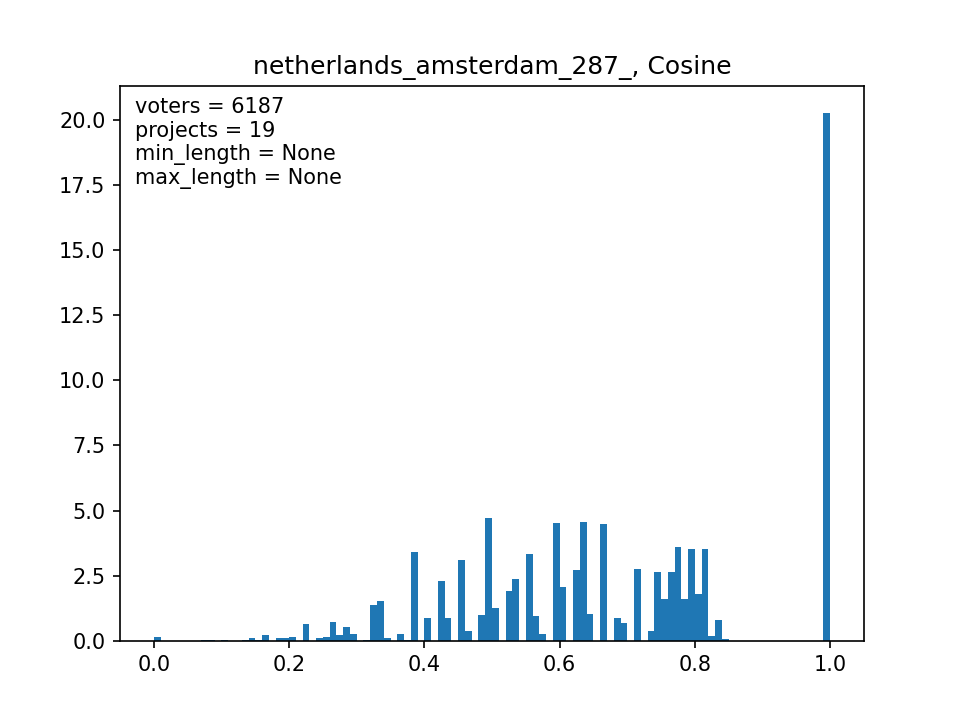 netherlands_amsterdam_287_, Cosine
voters = 6187
projects = 19
min_length = None
max_length = None
20.0
17.5
15.0
12.5
10.0
7.5
5.0
2.5
0.0
0.0 0.2 0.4 0.6 0.8 1.0